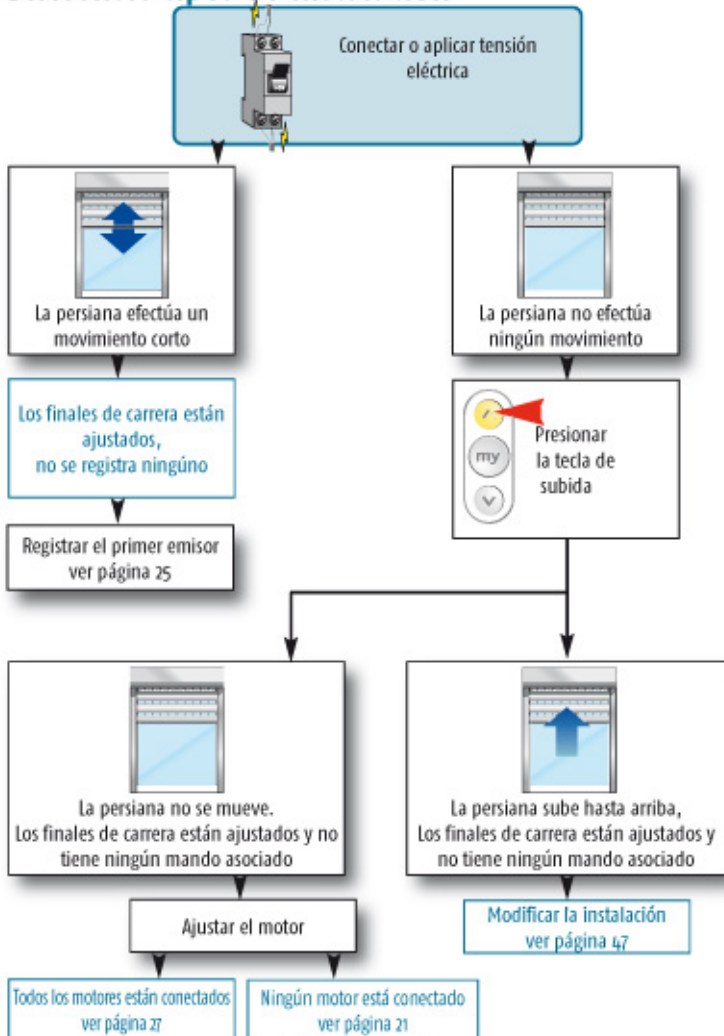 Conectar o aplicar tensión
eléctrica
La persiana efectúa un
movimiento corto
La persiana no efectúa
ningún movimiento
Los finales de carrera están
ajustados,
no se registra ningúno
my
Presionar
la tecla de
subida
Registrar el primer emisor
ver página 25
La persiana no se mueve.
Los finales de carrera están ajustados y no
tiene ningún mando asociado
La persiana sube hasta arriba,
Los finales de carrera están ajustados y
no tiene ningún mando asociado
Ajustar el motor
Modificar la instalación
ver página 47
Todos los motores están conectados
ver página 27
Ningún motor está conectado
ver página 21